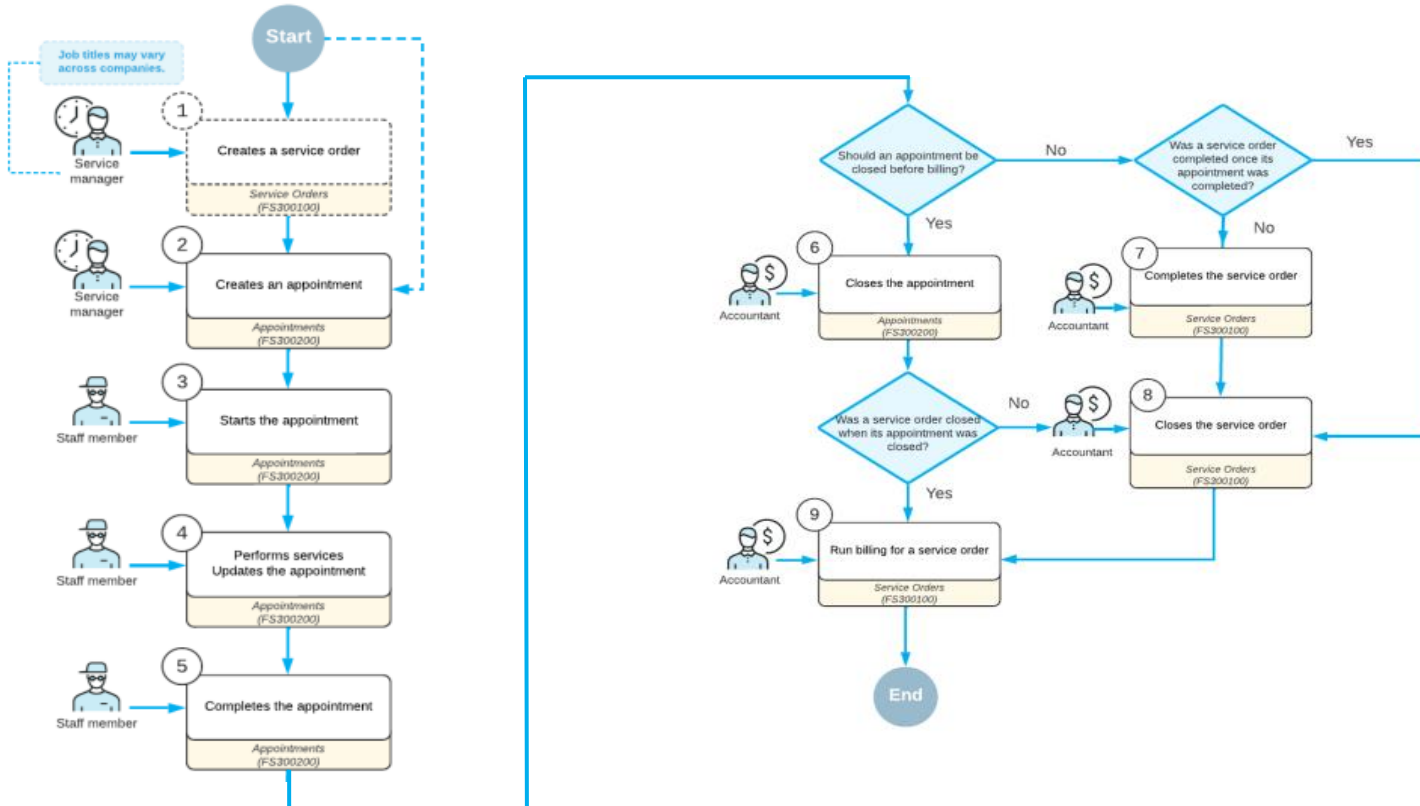 Start
Job titles may vary
across companies.
1
Creates a service order
Service Orders
(FS300100)
Service
manager
2
Creates an appointment
Appointments
(FS300200)
Service
manager
3
Starts the appointment
Appointments
(FS300200)
Staff member
4
Performs services
Updates the appointment
Appointments
(FS300200)
Staff member
5
Completes the appointment
Appointments
(FS300200)
Staff member
Should an appointment be
closed before billing?
No
Was a service order
completed once its
appointment was
completed?
Yes
Yes
No
6
Closes the appointment
Appointments
(FS300200)
$
Accountant
7
Completes the service order
Service Orders
(FS300100)
$
Accountant
Was a service order closed
when its appointment was
closed?
No
8
Closes the service order
Service Orders
(FS300100)
$
Accountant
Yes
9
Run billing for a service order
Service Orders
(FS300100)
$
Accountant
End